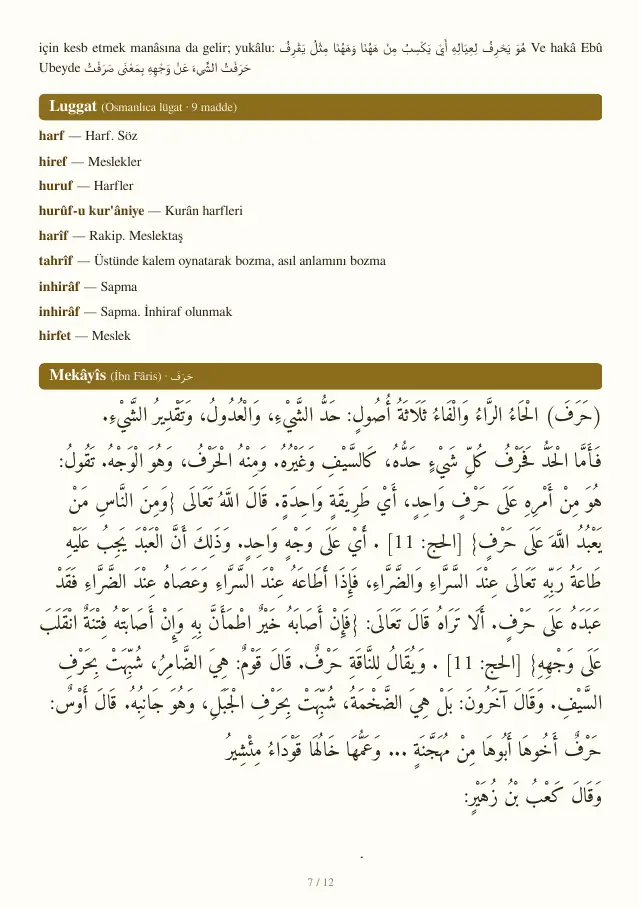 için kesb etmek manâsına da gelir; yukâlu: هُوَ يَحْرِفُ لِعِيَالِهِ أَيْ يَكْسِبُ مِنْ هَهُنَا وَهَهُنَا مِثْلُ يَقْرِفُ Ve hakâ Ebû
Ubeyde حَرَفْتُ الشَّيْءَ عَنْ وَجْهِهِ بِمَعْنَى صَرَفْتُ
Luggat (Osmanlıca lügat · 9 madde)
harf — Harf. Söz
hiref — Meslekler
huruf — Harfler
hurûf-u kur'âniye — Kurân harfleri
harîf — Rakip. Meslektaş
tahrîf — Üstünde kalem oynatarak bozma, asıl anlamını bozma
inhirâf — Sapma
inhirâf — Sapma. İnhiraf olunmak
hirfet — Meslek
Mekâyîs (İbn Fâris) · حَرَفَ
(حَرَفَ) الْحَاءُ الرَّاءُ وَالْفَاءُ ثَلَاثَةُ أُصُولٍ: حَدُّ الشَّيْءِ، وَالْعُدُولُ، وَتَقْدِيرُ الشَّيْءِ.
فَأَمَّا الْحَدُّ فَحَرْفُ كُلِّ شَيْءٍ حَدُّهُ، كَالسَّيْفِ وَغَيْرُهُ. وَمِنْهُ الْحَرْفُ، وَهُوَ الْوَجْهُ. تَقُولُ:
هُوَ مِنْ أَمْرِهِ عَلَى حَرْفٍ وَاحِدٍ، أَيْ طَرِيقَةٍ وَاحِدَةٍ. قَالَ اللَّهُ تَعَالَى {وَمِنَ النَّاسِ مَنْ
يَعْبُدُ اللَّهَ عَلَى حَرْفٍ} [الحج: 11] . أَيْ عَلَى وَجْهٍ وَاحِدٍ. وَذَلِكَ أَنَّ الْعَبْدَ يَجِبُ عَلَيْهِ
طَاعَةُ رَبِّهِ تَعَالَى عِنْدَ السَّرَّاءِ وَالضَّرَّاءِ، فَإِذَا أَطَاعَهُ عِنْدَ السَّرَّاءِ وَعَصَاهُ عِنْدَ الضَّرَّاءِ فَقَدْ
عَبَدَهُ عَلَى حَرْفٍ. أَلَا تَرَاهُ قَالَ تَعَالَى: {فَإِنْ أَصَابَهُ خَيْرٌ اطْمَأَنَّ بِهِ وَإِنْ أَصَابَتْهُ فِتْنَةٌ انْقَلَبَ
عَلَى وَجْهِهِ} [الحج: 11] . وَيُقَالُ لِلنَّاقَةِ حَرْفٌ. قَالَ قَوْمٌ: هِيَ الضَّامِرُ، شُبِّهَتْ بِحَرْفِ
السَّيْفِ. وَقَالَ آخَرُونَ: بَلْ هِيَ الضَّخْمَةُ، شُبِّهَتْ بِحَرْفِ الْجَبَلِ، وَهُوَ جَانِبُهُ. قَالَ أَوْسٌ:
حَرْفٌ أَخُوهَا أَبُوهَا مِنْ مُهَجَّنَةٍ ... وَعَمُّهَا خَالُهَا قَوْدَاءُ مِئْشِيرُ
وَقَالَ كَعْبُ بْنُ زُهَيْرٍ:
7 / 12